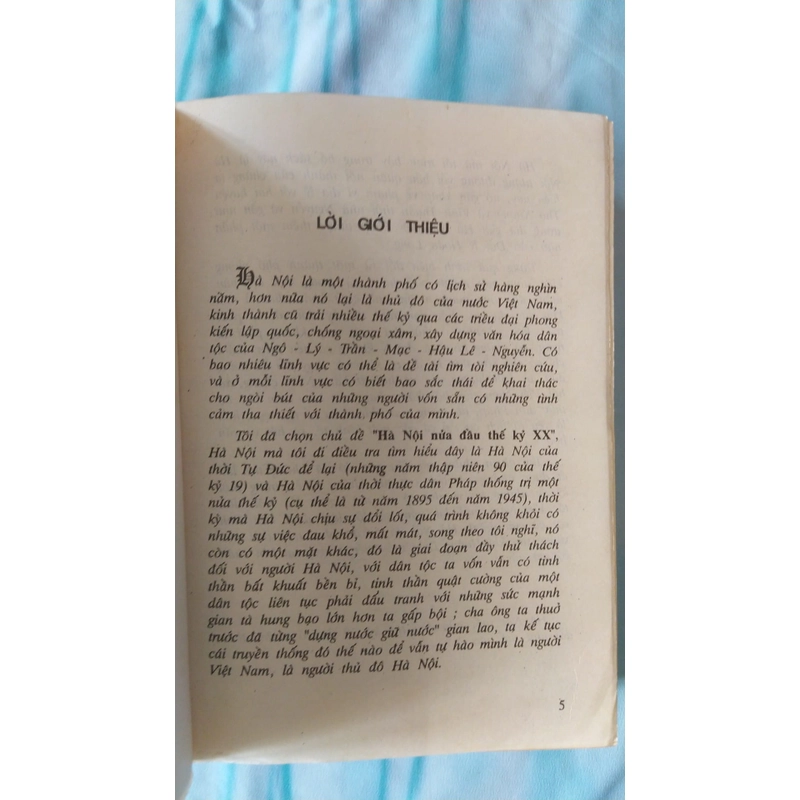 LỜI GIỚI THIỆU
Hà Nội là một thành phố có lịch sử hàng nghìn
năm, hơn nữa nó lại là thủ đô của nước Việt Nam,
kinh thành cũ trải nhiều thế kỷ qua các triều đại phong
kiến lập quốc, chống ngoại xâm, xây dựng văn hóa dân
tộc của Ngô - Lý - Trần - Mạc - Hậu Lê - Nguyễn. Có
bao nhiêu lĩnh vực có thể là đề tài tìm tòi nghiên cứu,
và ở mỗi lĩnh vực có biết bao sắc thái để khai thác
cho ngòi bút của những người vốn sẵn có những tình
cảm tha thiết với thành phố của mình.
Tôi đã chọn chủ đề "Hà Nội nửa đầu thế kỷ XX",
Hà Nội mà tôi đi điều tra tìm hiểu đây là Hà Nội của
thời Tự Đức để lại (những năm thập niên 90 của thế
kỷ 19) và Hà Nội của thời thực dân Pháp thống trị một
nửa thế kỷ (cụ thể là từ năm 1895 đến năm 1945), thời
kỳ mà Hà Nội chịu sự đổi lốt, quá trình không khỏi có
những sự việc đau khổ, mất mát, song theo tôi nghĩ, nó
còn có một mặt khác, đó là giai đoạn đầy thử thách
đối với người Hà Nội, với dân tộc ta vốn vẫn có tinh
thần bất khuất bền bỉ, tinh thần quật cường của một
dân tộc liên tục phải đấu tranh với những sức mạnh
gian tà hung bạo lớn hơn ta gấp bội ; cha ông ta thuở
trước đã từng "dựng nước giữ nước" gian lao, ta kế tục
cái truyền thống đó thế nào để vẫn tự hào mình là người
Việt Nam, là người thủ đô Hà Nội.
5